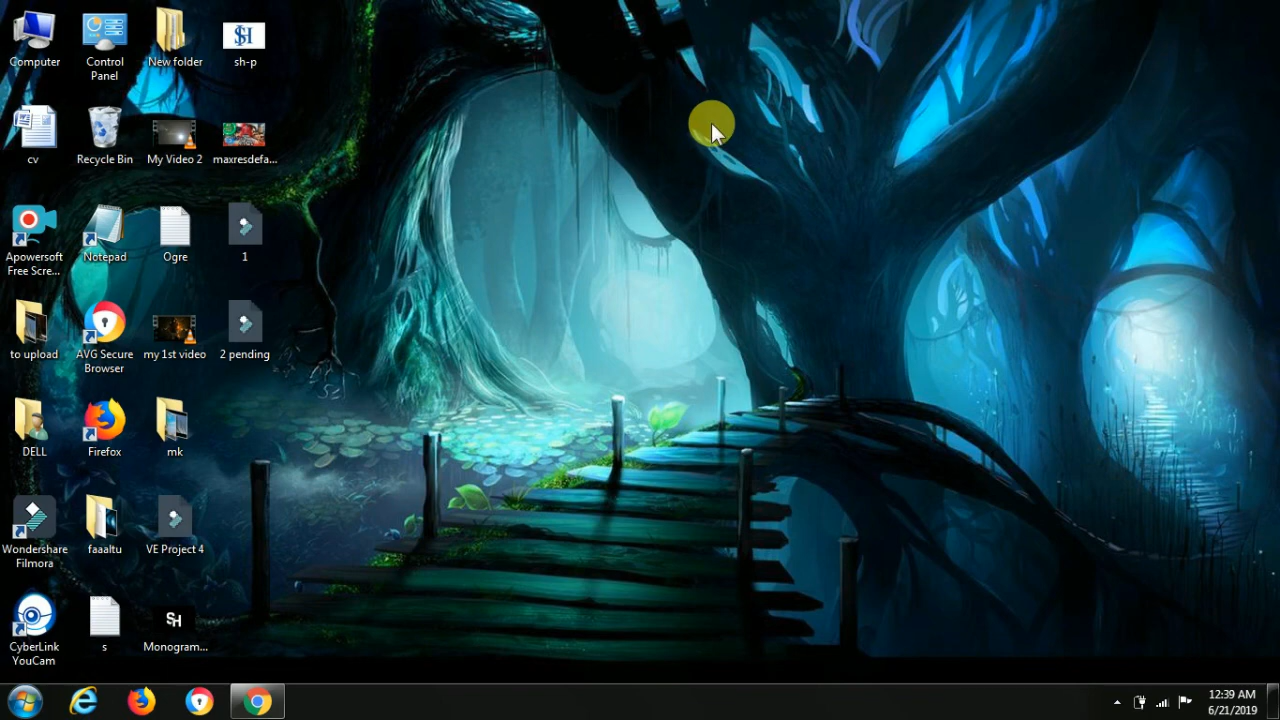 Computer
Control
Panel
New folder
SH
sh-p
cv
Recycle Bin
My Video 2
maxresdefa...
Apowersoft
Free Scre...
Notepad
Ogre
1
to upload
AVG Secure
Browser
my 1st video
2 pending
DELL
Firefox
mk
Wondershare
Filmora
faaaltu
VE Project 4
CyberLink
YouCam
s
SH
Monogram...
12:39 AM
6/21/2019